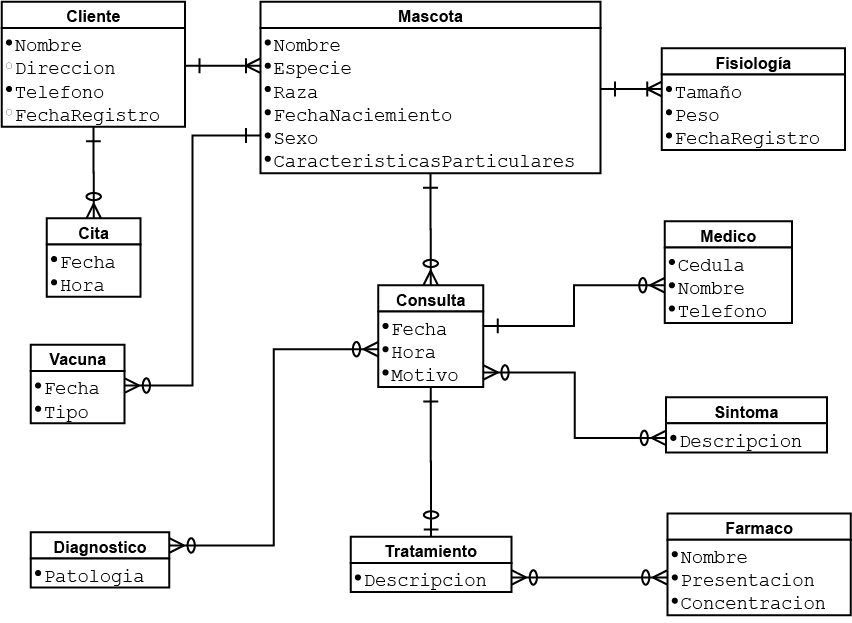 Cliente
Nombre
Direccion
Telefono
FechaRegistro
Mascota
Nombre
Especie
Raza
FechaNaciemiento
Sexo
CaracteristicasParticulares
Fisiología
Tamaño
Peso
FechaRegistro
Cita
Fecha
Hora
Medico
Cedula
Nombre
Telefono
Consulta
Fecha
Hora
Motivo
Vacuna
Fecha
Tipo
Sintoma
Descripcion
Diagnostico
Patologia
Tratamiento
Descripcion
Farmaco
Nombre
Presentacion
Concentracion